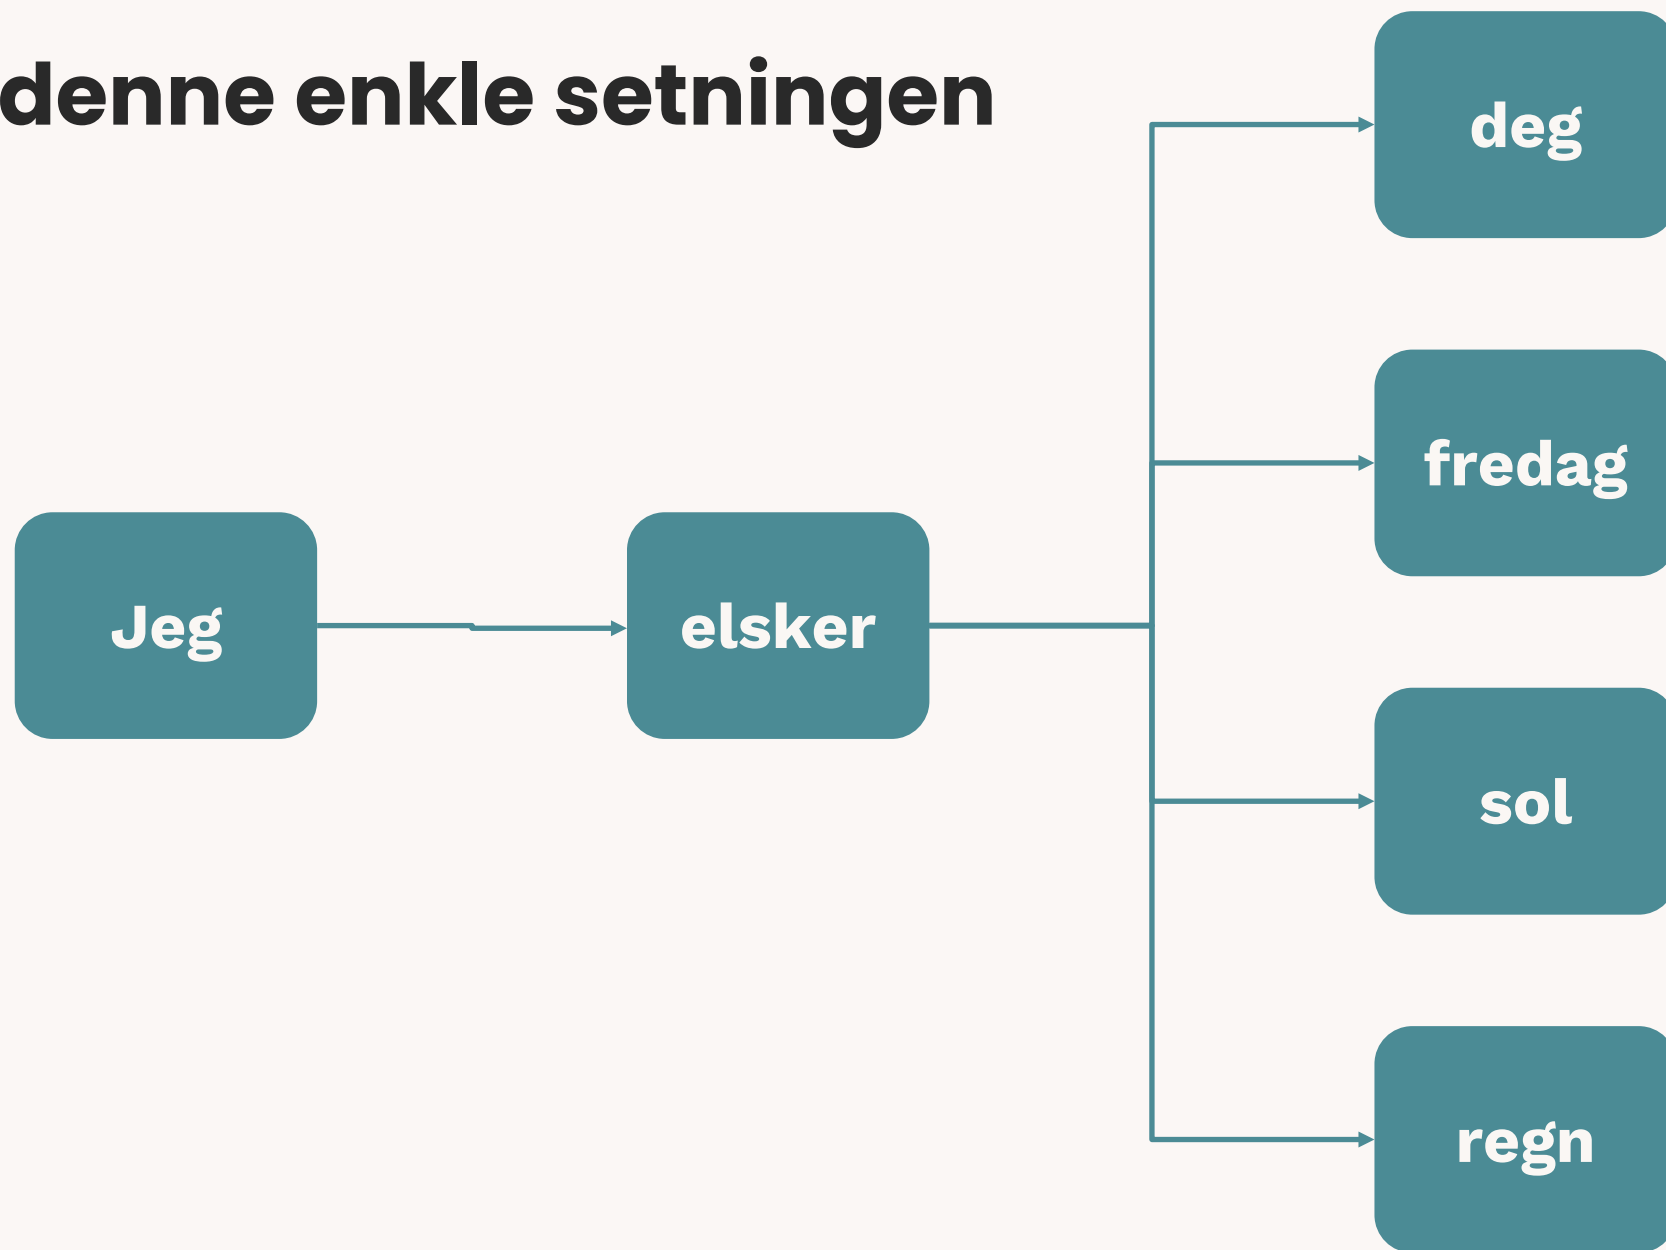 denne enkle setningen
Jeg
elsker
deg
fredag
sol
regn